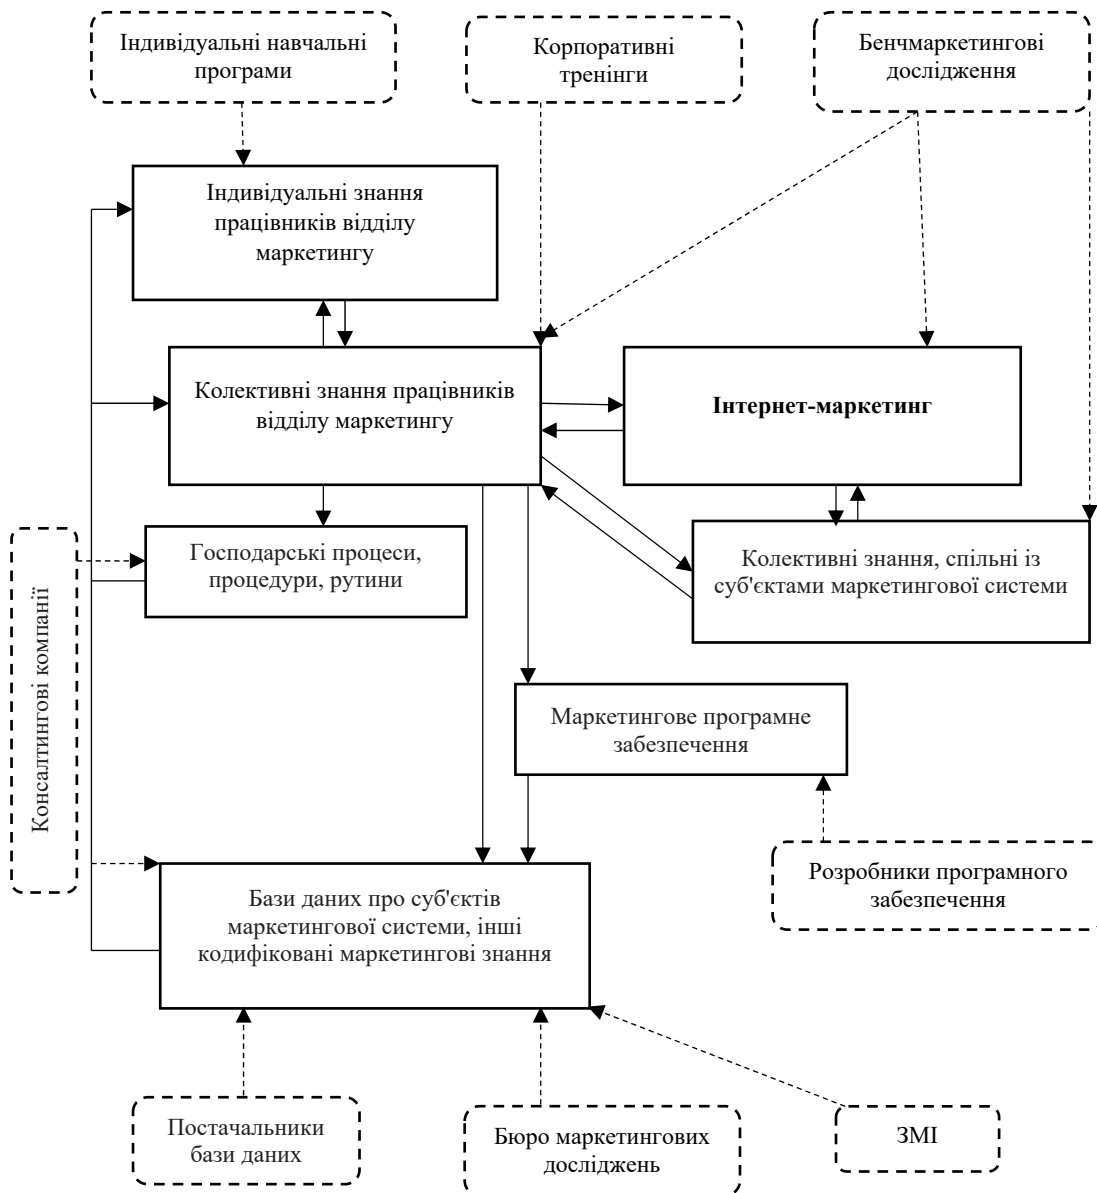 Індивідуальні навчальні
програми
Корпоративні
тренінги
Бенчмаркетингові
дослідження
Індивідуальні знання
працівників відділу
маркетингу
Колективні знання працівників
відділу маркетингу
Інтернет-маркетинг
Господарські процеси,
процедури, рутини
Колективні знання, спільні із
суб'єктами маркетингової системи
Консалтингові компанії
Маркетингове програмне
забезпечення
Розробники програмного
забезпечення
Бази даних про суб'єктів
маркетингової системи, інші
кодифіковані маркетингові знання
Постачальники
бази даних
Бюро маркетингових
досліджень
ЗМІ